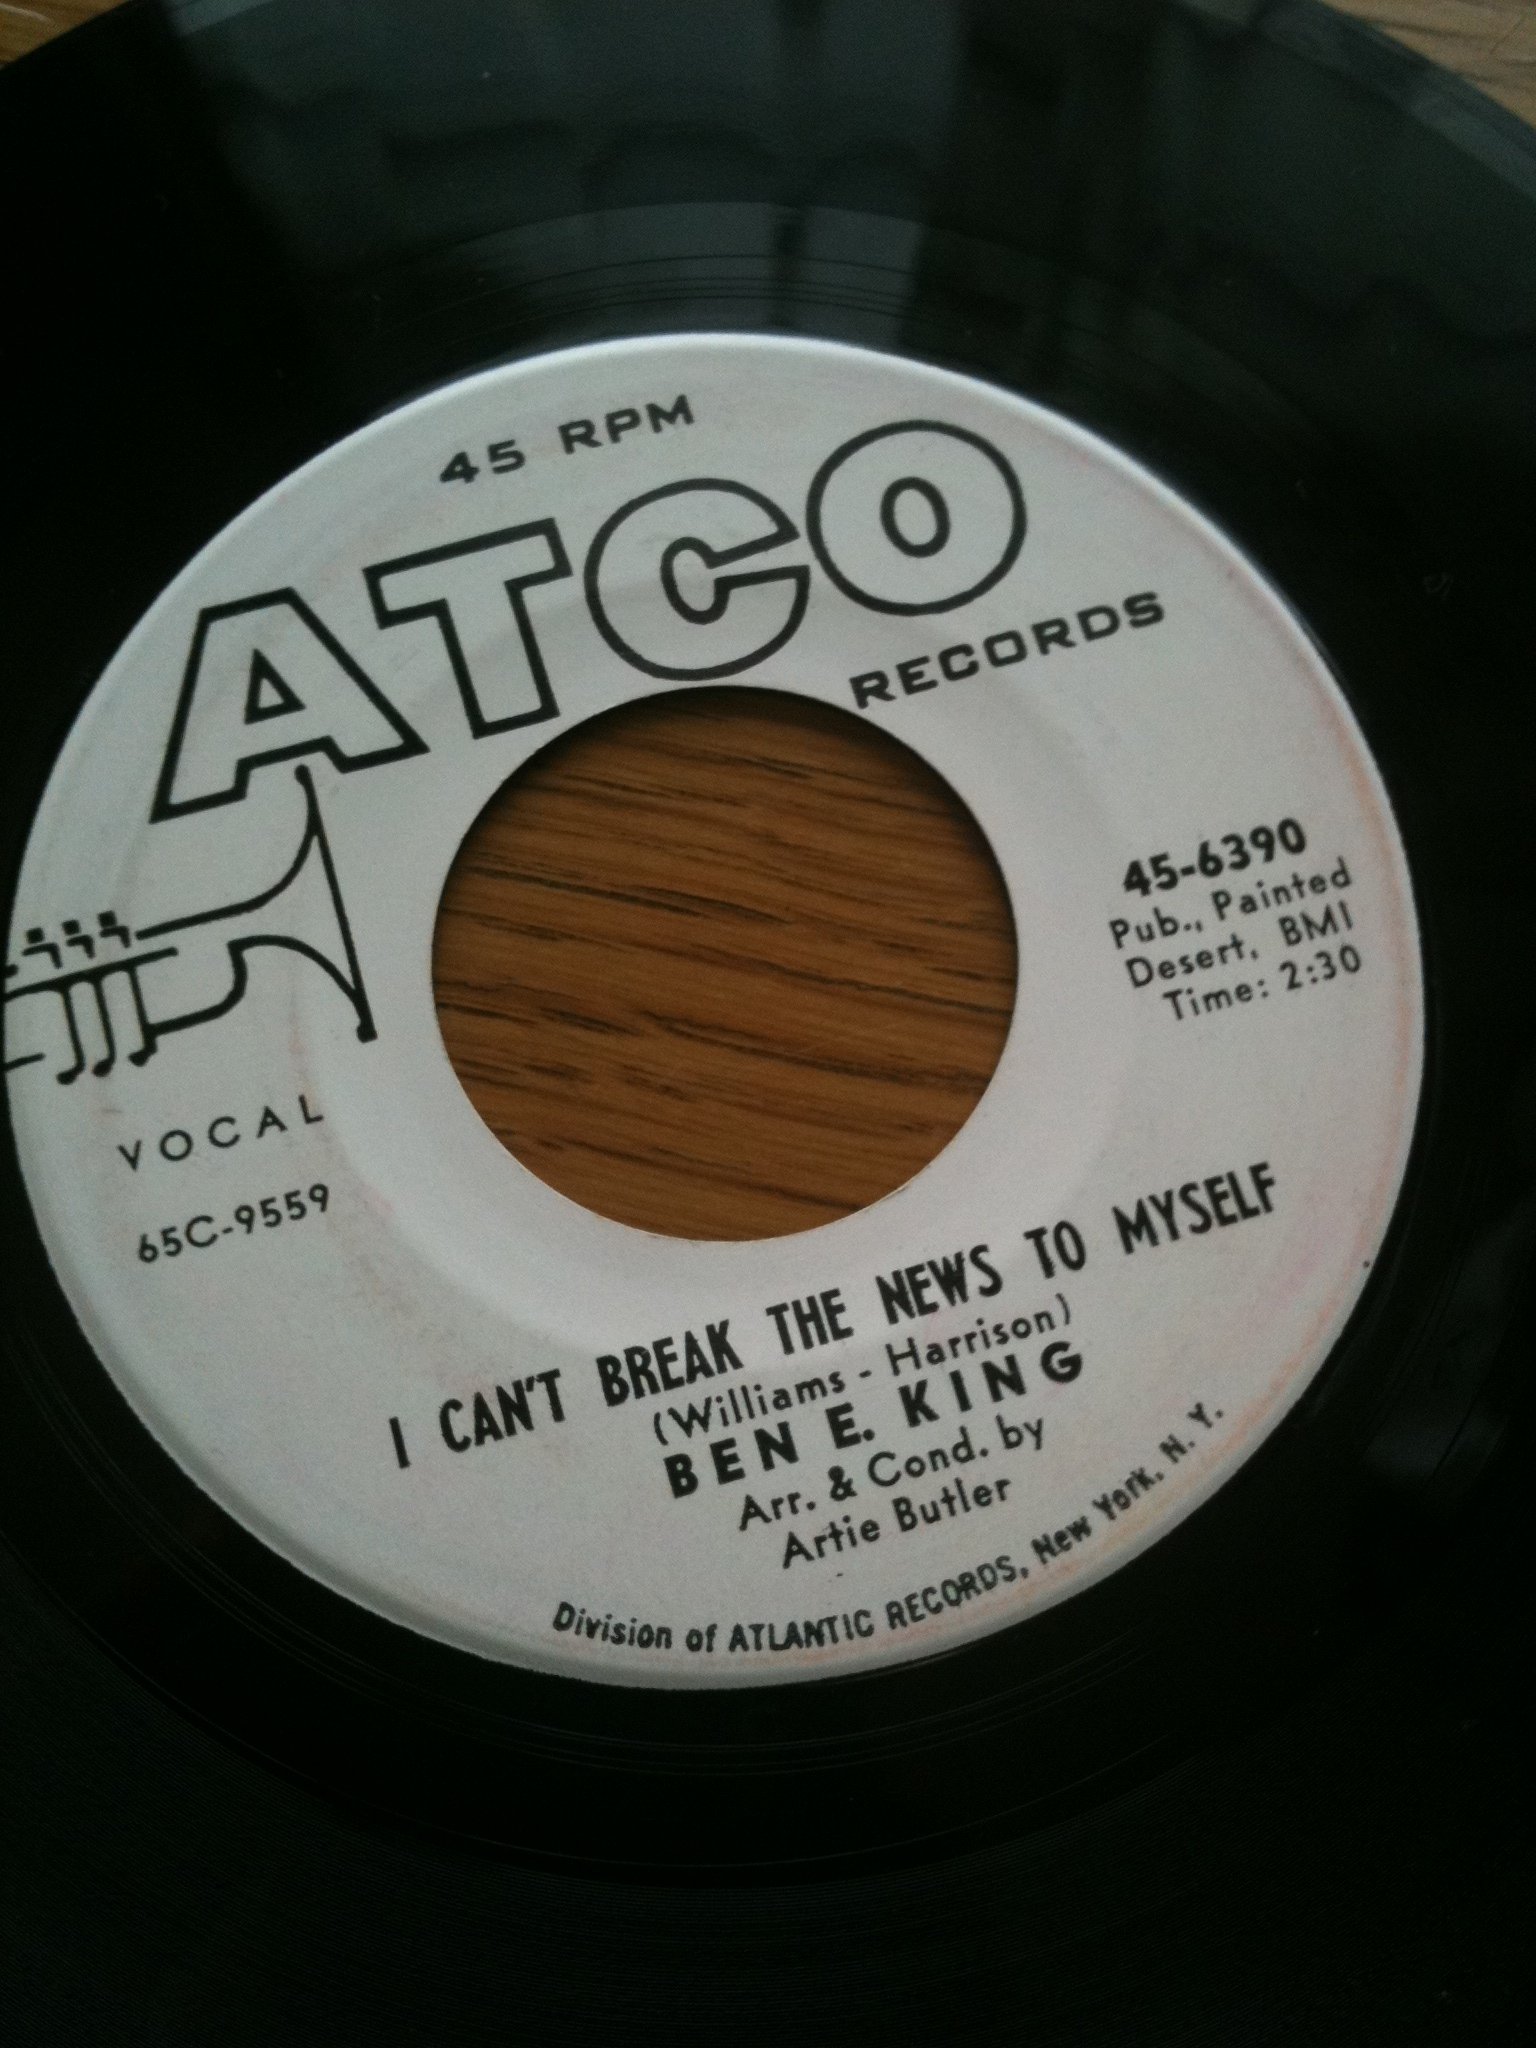 45 RPM
ATCO
RECORDS
45-6390
Pub., Painted
Desert, BMI
Time: 2:30
VOCAL
65C-9559
I CAN'T BREAK THE NEWS TO MYSELF
(Williams - Harrison)
BEN E. KING
Arr. & Cond. by
Artie Butler
Division of ATLANTIC RECORDS, New York, N. Y.